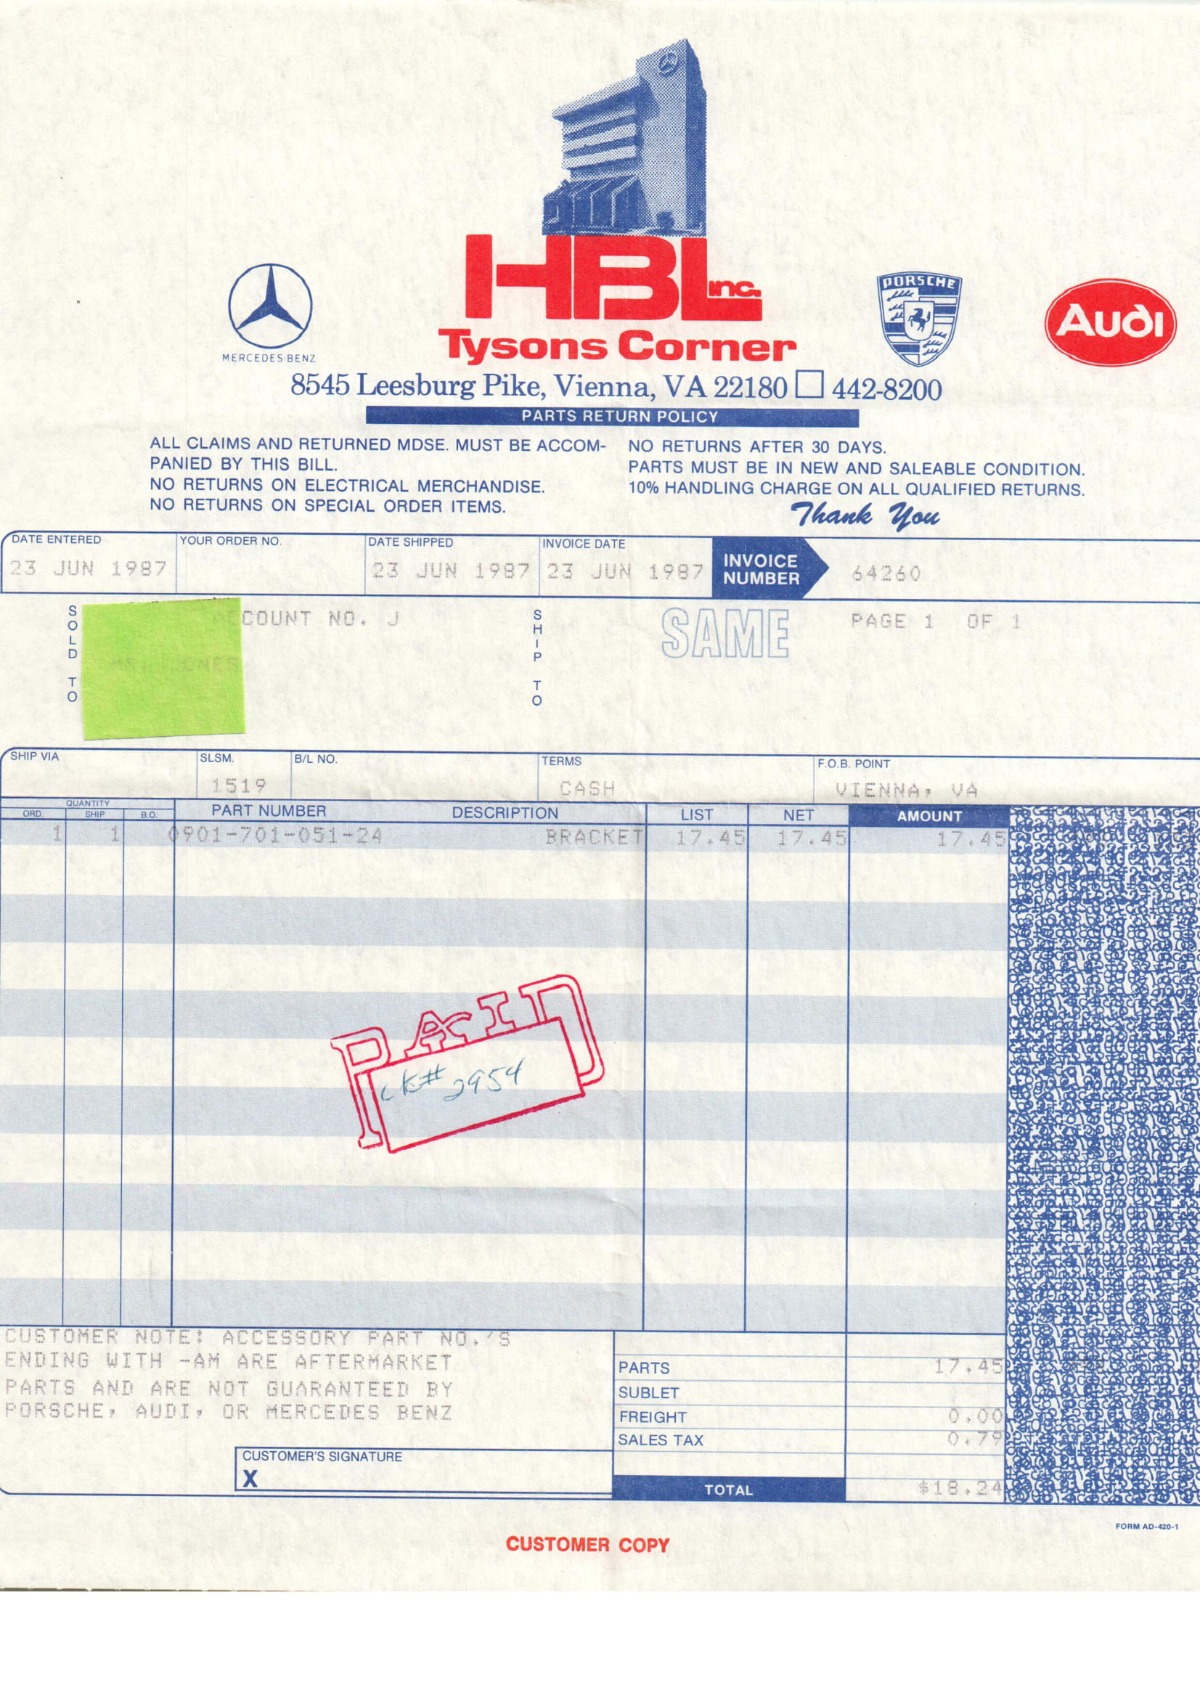 HBL Inc.
Tysons Corner
MERCEDES-BENZ
PORSCHE
Audi
8545 Leesburg Pike, Vienna, VA 22180 □ 442-8200
PARTS RETURN POLICY
ALL CLAIMS AND RETURNED MDSE. MUST BE ACCOM-
PANIED BY THIS BILL.
NO RETURNS ON ELECTRICAL MERCHANDISE.
NO RETURNS ON SPECIAL ORDER ITEMS.
NO RETURNS AFTER 30 DAYS.
PARTS MUST BE IN NEW AND SALEABLE CONDITION.
10% HANDLING CHARGE ON ALL QUALIFIED RETURNS.
Thank You
DATE ENTERED YOUR ORDER NO. DATE SHIPPED INVOICE DATE INVOICE NUMBER
23 JUN 1987 23 JUN 1987 23 JUN 1987 64260
SOLD TO
COUNT NO. J
JONES
SHIP TO
SAME
PAGE 1 OF 1
SHIP VIA SLSM. B/L NO. TERMS F.O.B. POINT
1519 CASH VIENNA, VA
QUANTITY
ORD. SHIP B.O. PART NUMBER DESCRIPTION LIST NET AMOUNT
1 1 0901-701-051-24 BRACKET 17.45 17.45 17.45
PAID
ck# 2954
CUSTOMER NOTE: ACCESSORY PART NO.'S
ENDING WITH -AM ARE AFTERMARKET
PARTS AND ARE NOT GUARANTEED BY
PORSCHE, AUDI, OR MERCEDES BENZ
CUSTOMER'S SIGNATURE
X
PARTS 17.45
SUBLET
FREIGHT 0.00
SALES TAX 0.79
TOTAL $18.24
FORM AD-420-1
CUSTOMER COPY